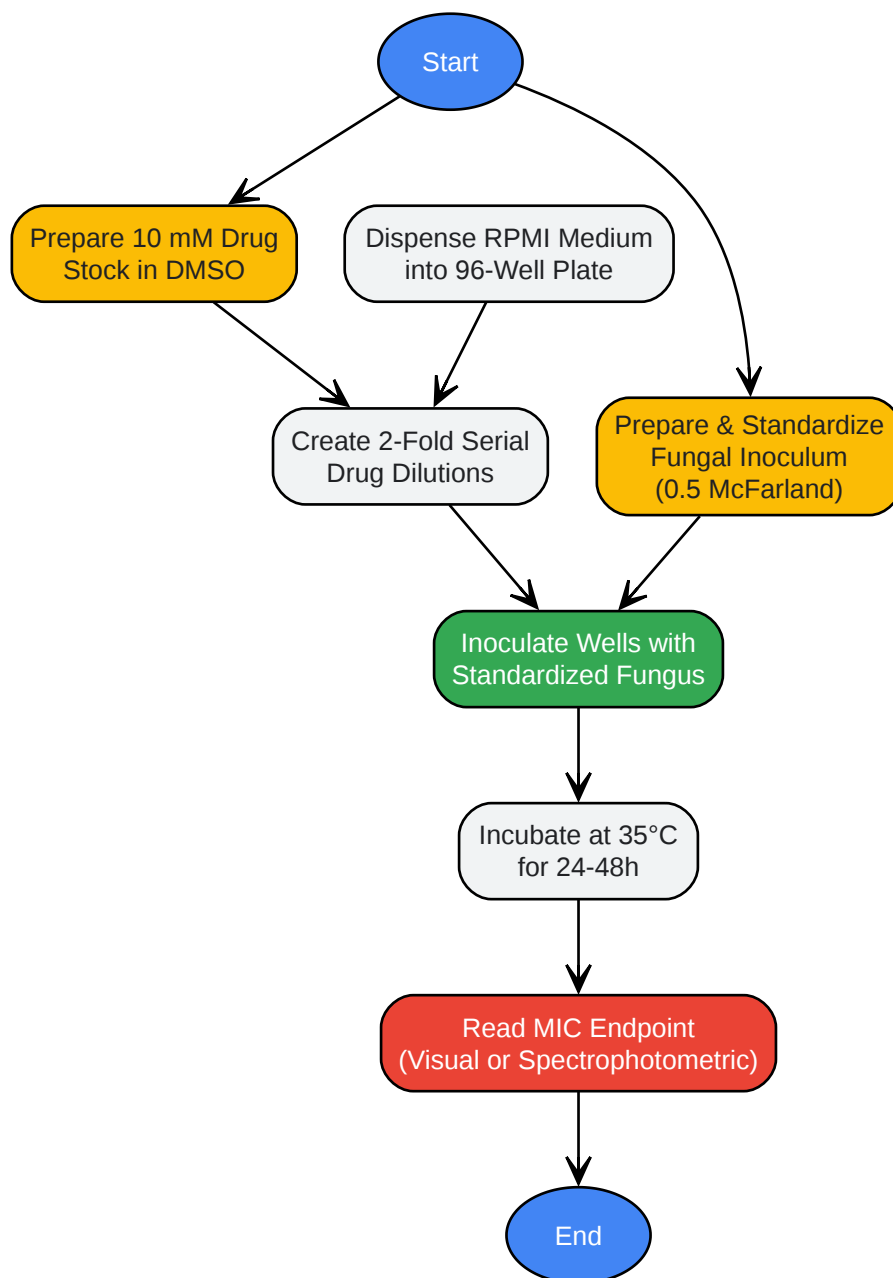 Start
Prepare 10 mM Drug
Stock in DMSO
Dispense RPMI Medium
into 96-Well Plate
Create 2-Fold Serial
Drug Dilutions
Prepare & Standardize
Fungal Inoculum
(0.5 McFarland)
Inoculate Wells with
Standardized Fungus
Incubate at 35°C
for 24-48h
Read MIC Endpoint
(Visual or Spectrophotometric)
End